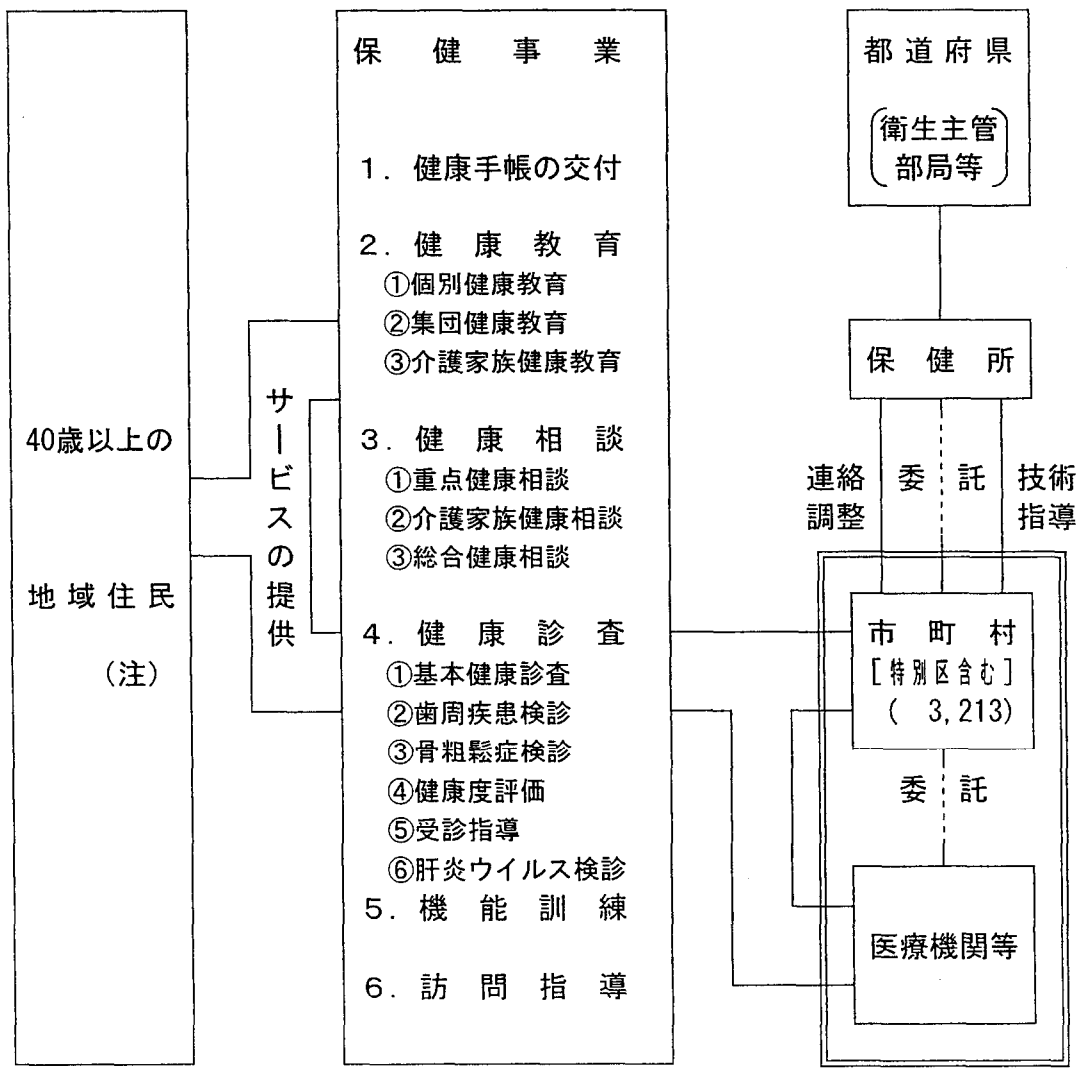 40歳以上の
地域住民
(注)
サービスの提供
保健事業
1. 健康手帳の交付
2. 健康教育
①個別健康教育
②集団健康教育
③介護家族健康教育
3. 健康相談
①重点健康相談
②介護家族健康相談
③総合健康相談
4. 健康診査
①基本健康診査
②歯周疾患検診
③骨粗鬆症検診
④健康度評価
⑤受診指導
⑥肝炎ウイルス検診
5. 機能訓練
6. 訪問指導
都道府県
衛生主管
部局等
保健所
連絡
調整
委託
技術
指導
市町村
[特別区含む]
( 3,213)
委託
医療機関等